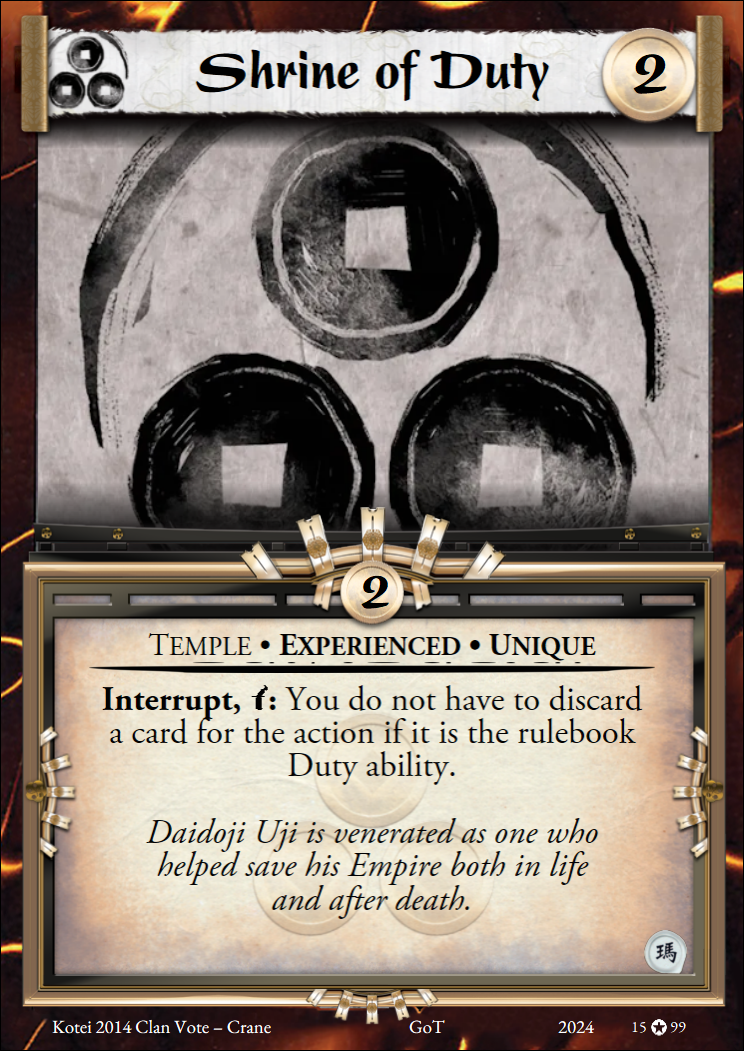 Shrine of Duty
2
2
TEMPLE • EXPERIENCED • UNIQUE
Interrupt, : You do not have to discard
a card for the action if it is the rulebook
Duty ability.
Daidoji Uji is venerated as one who
helped save his Empire both in life
and after death.
瑪
Kotei 2014 Clan Vote – Crane GoT 2024 15 ✪ 99